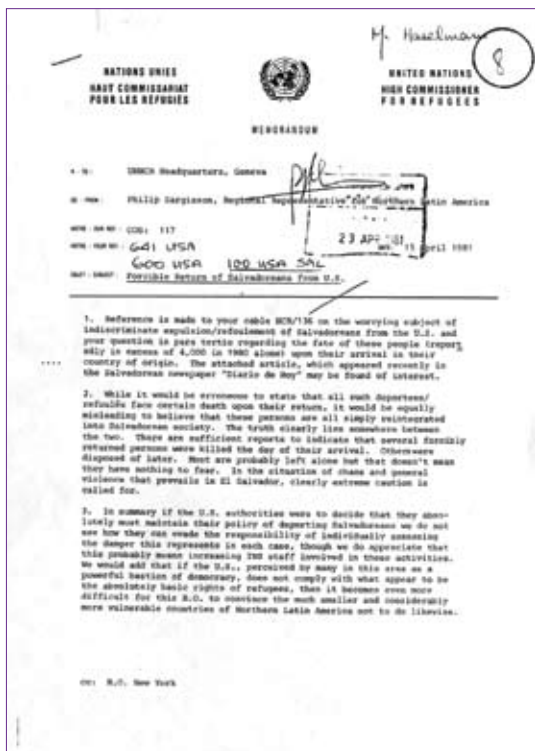 M. Haselmann
8
NATIONS UNIES
HAUT COMMISSARIAT
POUR LES RÉFUGIÉS
UNITED NATIONS
HIGH COMMISSIONER
FOR REFUGEES
MEMORANDUM
UNHCR Headquarters, Geneva
Philip Sargisson, Regional Representative for Northern Latin America
COS: 117
23 APR 1981
15 April 1981
641 USA
600 USA 100 USA SAL
Forcible Return of Salvadoreans from U.S.
1. Reference is made to your cable HCR/136 on the worrying subject of
indiscriminate expulsion/refoulement of Salvadoreans from the U.S. and
your question in para tertio regarding the fate of these people (report
edly in excess of 4,000 in 1980 alone) upon their arrival in their
country of origin. The attached article, which appeared recently in
the Salvadorean newspaper "Diario de Hoy" may be found of interest.
2. While it would be erroneous to state that all such deportees/
refoulés face certain death upon their return, it would be equally
misleading to believe that these persons are all simply reintegrated
into Salvadorean society. The truth clearly lies somewhere between
the two. There are sufficient reports to indicate that several forcibly
returned persons were killed the day of their arrival. Others were
disposed of later. Most are probably left alone but that doesn't mean
they have nothing to fear. In the situation of chaos and general
violence that prevails in El Salvador, clearly extreme caution is
called for.
3. In summary if the U.S. authorities were to decide that they abso-
lutely must maintain their policy of deporting Salvadoreans we do not
see how they can evade the responsibility of individually assessing
the danger this represents in each case, though we do appreciate that
this probably means increasing INS staff involved in these activities.
We would add that if the U.S., perceived by many in this area as a
powerful bastion of democracy, does not comply with what appear to be
the absolutely basic rights of refugees, then it becomes even more
difficult for this R.O. to convince the much smaller and considerably
more vulnerable countries of Northern Latin America not to do likewise.
cc: R.O. New York